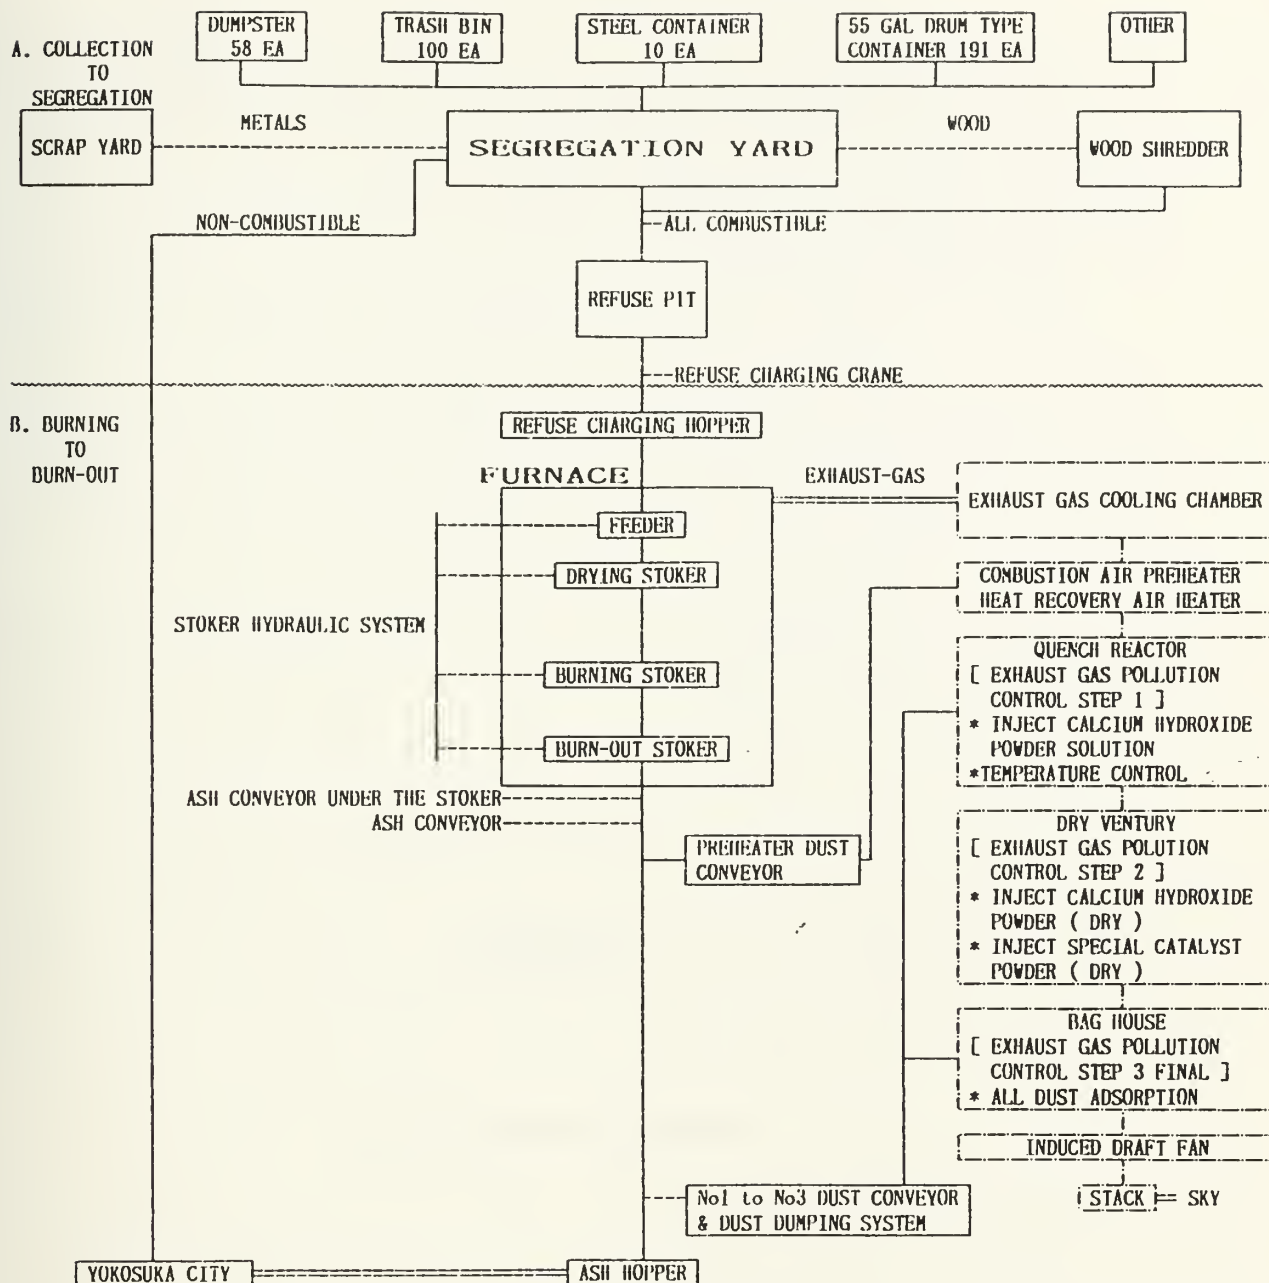 DUMPSTER
58 EA
TRASH BIN
100 EA
STEEL CONTAINER
10 EA
55 GAL DRUM TYPE
CONTAINER 191 EA
OTHER
A. COLLECTION
TO
SEGREGATION
SCRAP YARD
METALS
SEGREGATION YARD
WOOD
WOOD SHREDDER
NON-COMBUSTIBLE
ALL COMBUSTIBLE
REFUSE PIT
REFUSE CHARGING CRANE
B. BURNING
TO
BURN-OUT
REFUSE CHARGING HOPPER
FURNACE
EXHAUST-GAS
EXHAUST GAS COOLING CHAMBER
FEEDER
DRYING STOKER
COMBUSTION AIR PREHEATER
HEAT RECOVERY AIR HEATER
STOKER HYDRAULIC SYSTEM
BURNING STOKER
BURN-OUT STOKER
QUENCH REACTOR
[ EXHAUST GAS POLLUTION
CONTROL STEP 1 ]
* INJECT CALCIUM HYDROXIDE
POWDER SOLUTION
*TEMPERATURE CONTROL
ASH CONVEYOR UNDER THE STOKER
ASH CONVEYOR
PREHEATER DUST
CONVEYOR
DRY VENTURY
[ EXHAUST GAS POLUTION
CONTROL STEP 2 ]
* INJECT CALCIUM HYDROXIDE
POWDER ( DRY )
* INJECT SPECIAL CATALYST
POWDER ( DRY )
BAG HOUSE
[ EXHAUST GAS POLLUTION
CONTROL STEP 3 FINAL ]
* ALL DUST ADSORPTION
INDUCED DRAFT FAN
No1 to No3 DUST CONVEYOR
& DUST DUMPING SYSTEM
STACK == SKY
YOKOSUKA CITY
ASH HOPPER